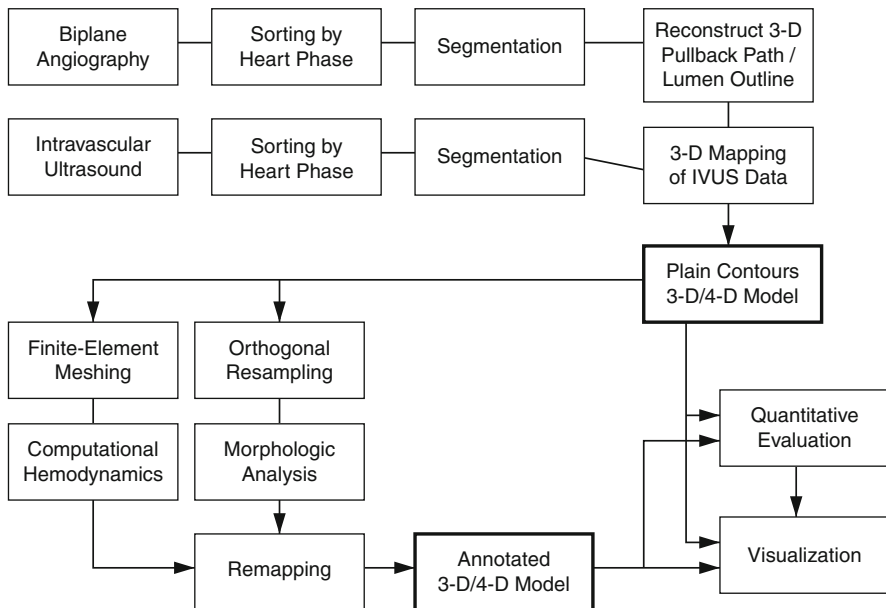 Biplane
Angiography
Sorting by
Heart Phase
Segmentation
Reconstruct 3-D
Pullback Path /
Lumen Outline
Intravascular
Ultrasound
Sorting by
Heart Phase
Segmentation
3-D Mapping
of IVUS Data
Plain Contours
3-D/4-D Model
Finite-Element
Meshing
Orthogonal
Resampling
Quantitative
Evaluation
Computational
Hemodynamics
Morphologic
Analysis
Remapping
Annotated
3-D/4-D Model
Visualization